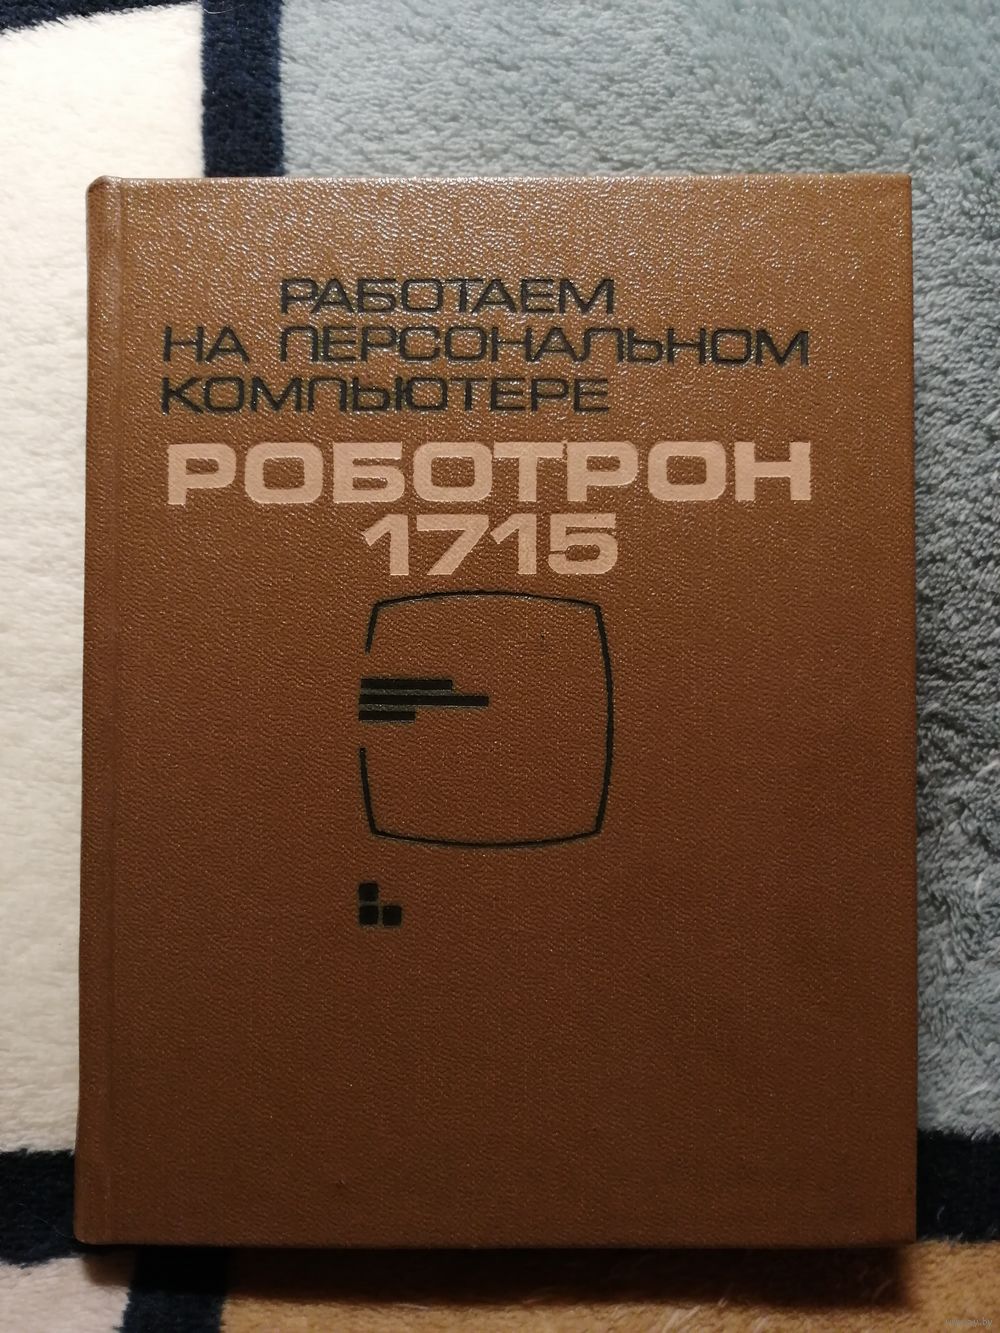 РАБОТАЕМ
НА ПЕРСОНАЛЬНОМ
КОМПЬЮТЕРЕ
РОБОТРОН
1715